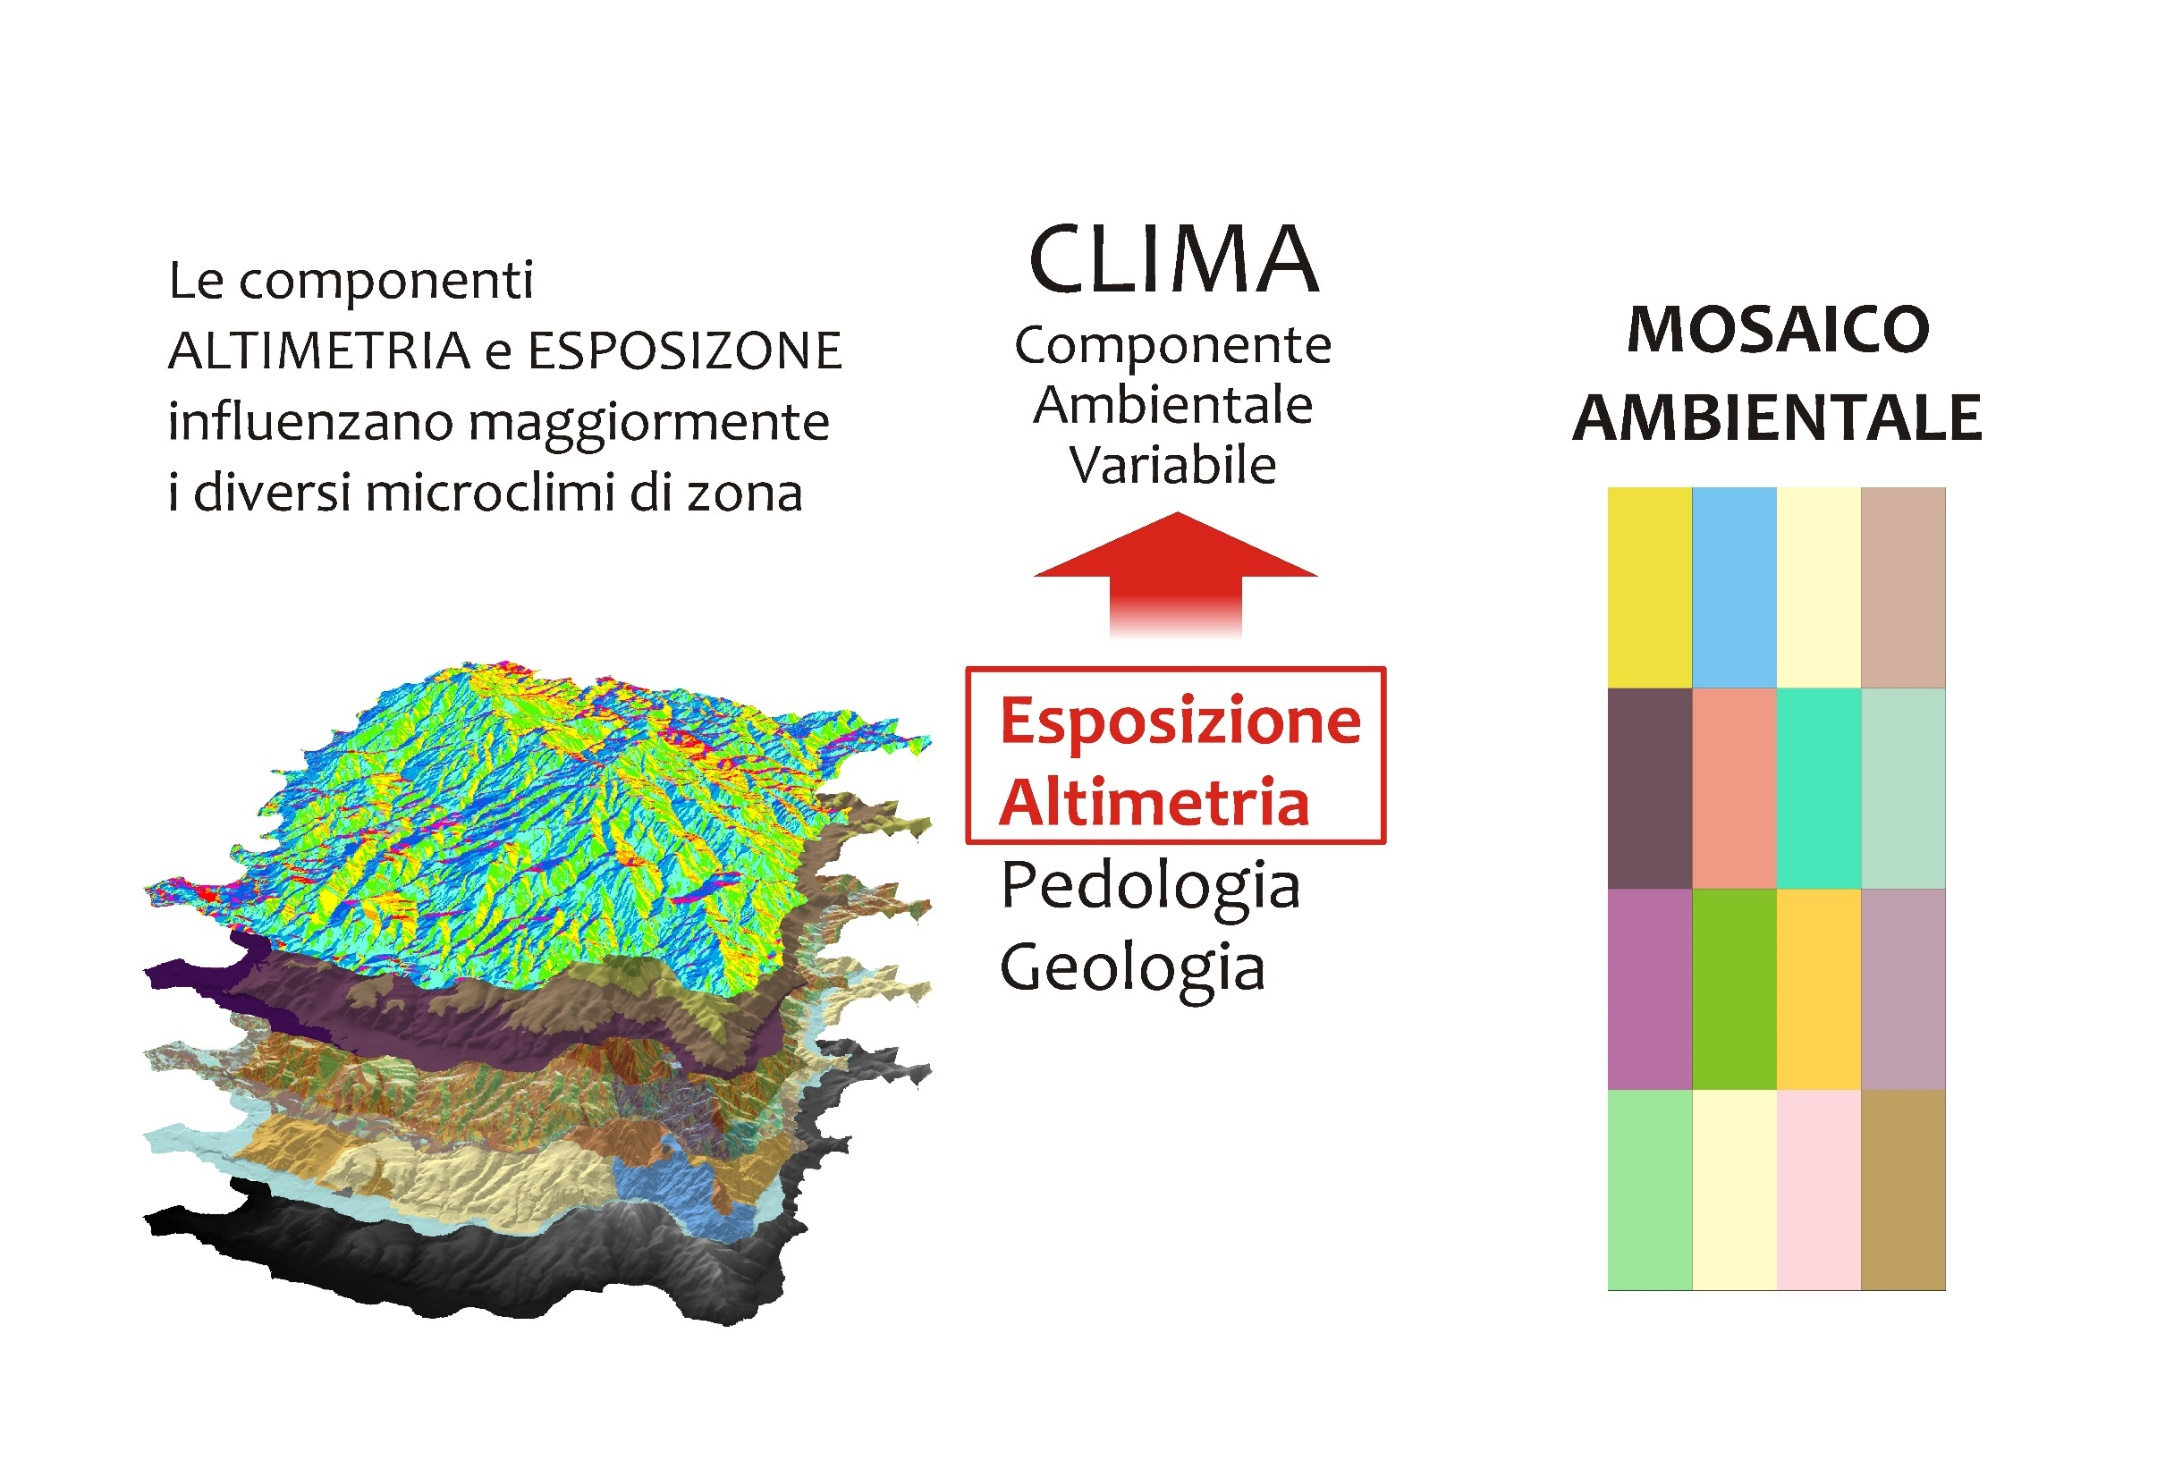 Le componenti
ALTIMETRIA e ESPOSIZONE
influenzano maggiormente
i diversi microclimi di zona
CLIMA
Componente
Ambientale
Variabile
Esposizione
Altimetria
Pedologia
Geologia
MOSAICO
AMBIENTALE